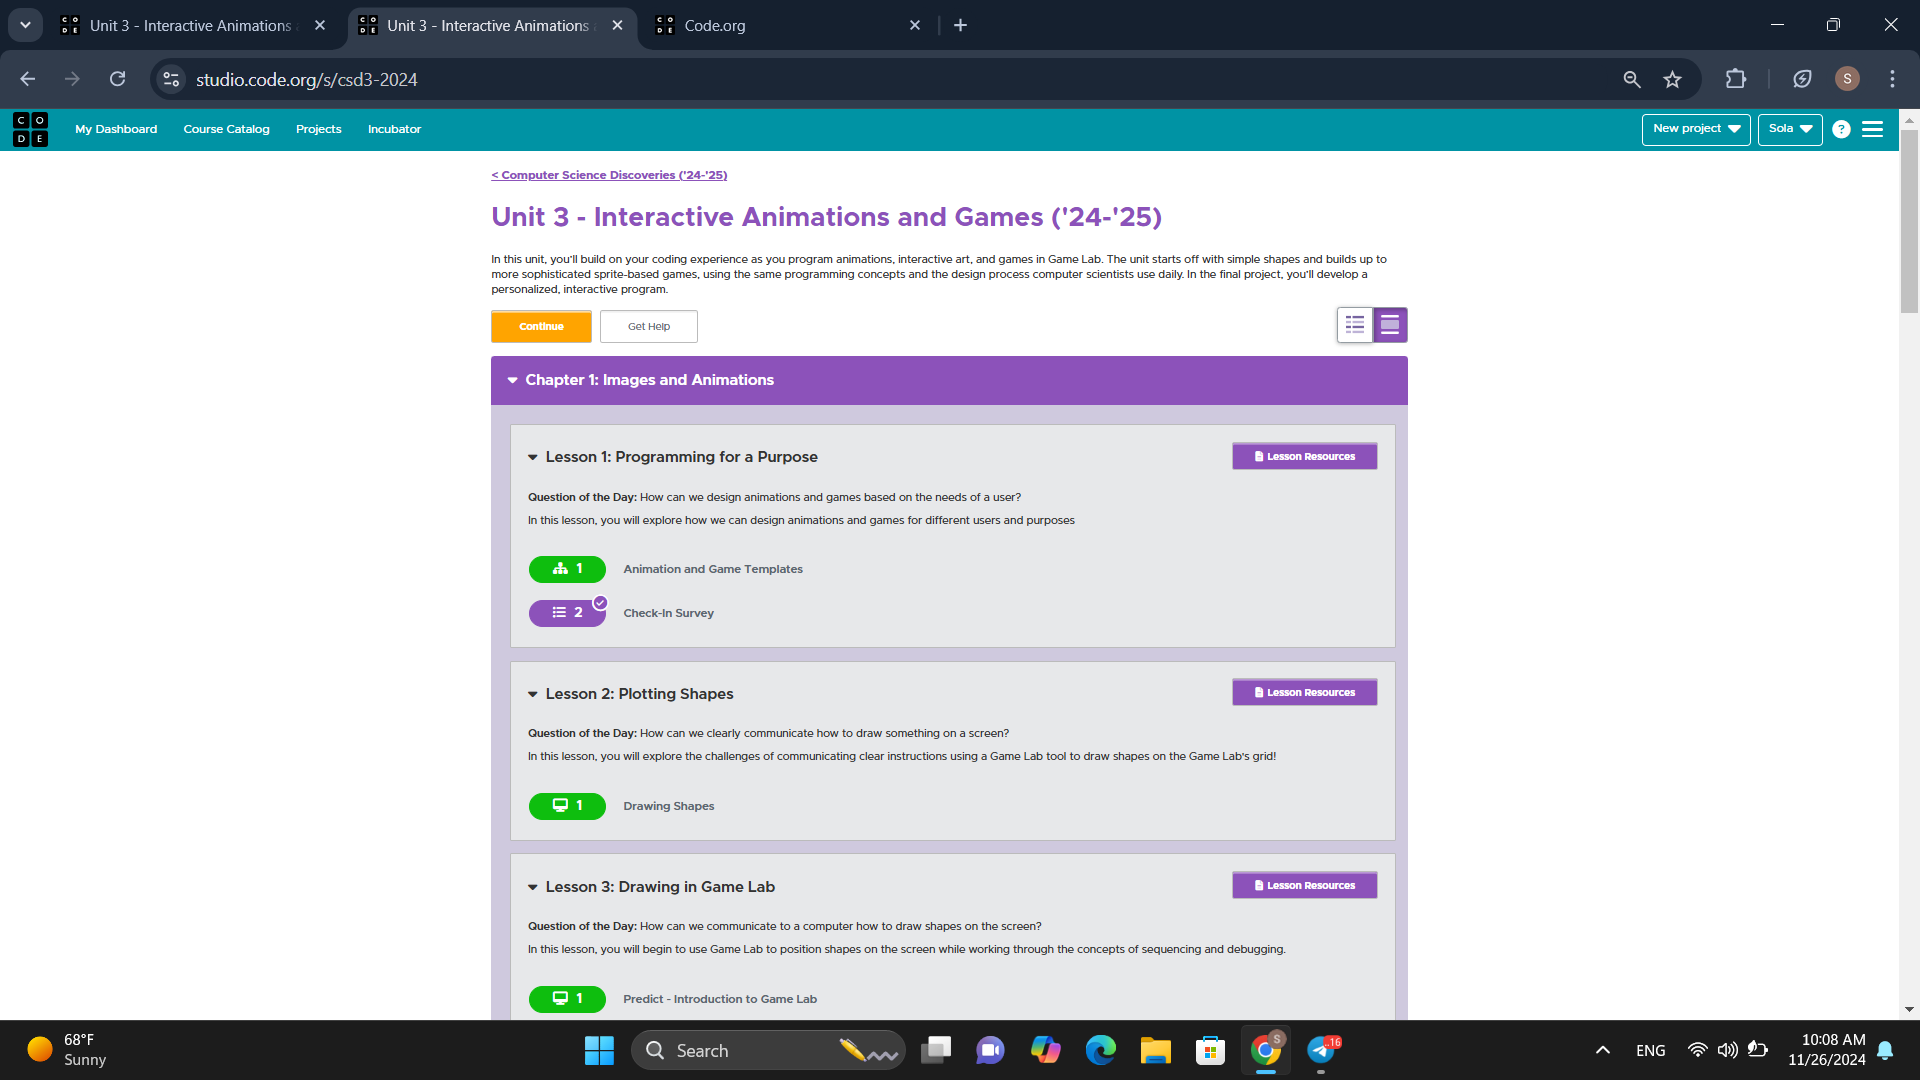 Unit 3 - Interactive Animations
Unit 3 - Interactive Animations
Code.org
studio.code.org/s/csd3-2024
S
C O D E
My Dashboard
Course Catalog
Projects
Incubator
New project
Sola
?
< Computer Science Discoveries ('24-'25)
Unit 3 - Interactive Animations and Games ('24-'25)
In this unit, you'll build on your coding experience as you program animations, interactive art, and games in Game Lab. The unit starts off with simple shapes and builds up to
more sophisticated sprite-based games, using the same programming concepts and the design process computer scientists use daily. In the final project, you'll develop a
personalized, interactive program.
Continue
Get Help
Chapter 1: Images and Animations
Lesson 1: Programming for a Purpose
Lesson Resources
Question of the Day: How can we design animations and games based on the needs of a user?
In this lesson, you will explore how we can design animations and games for different users and purposes
1 Animation and Game Templates
2 Check-In Survey
Lesson 2: Plotting Shapes
Lesson Resources
Question of the Day: How can we clearly communicate how to draw something on a screen?
In this lesson, you will explore the challenges of communicating clear instructions using a Game Lab tool to draw shapes on the Game Lab's grid!
1 Drawing Shapes
Lesson 3: Drawing in Game Lab
Lesson Resources
Question of the Day: How can we communicate to a computer how to draw shapes on the screen?
In this lesson, you will begin to use Game Lab to position shapes on the screen while working through the concepts of sequencing and debugging.
1 Predict - Introduction to Game Lab
68°F
Sunny
Search
S
..16
ENG
10:08 AM
11/26/2024